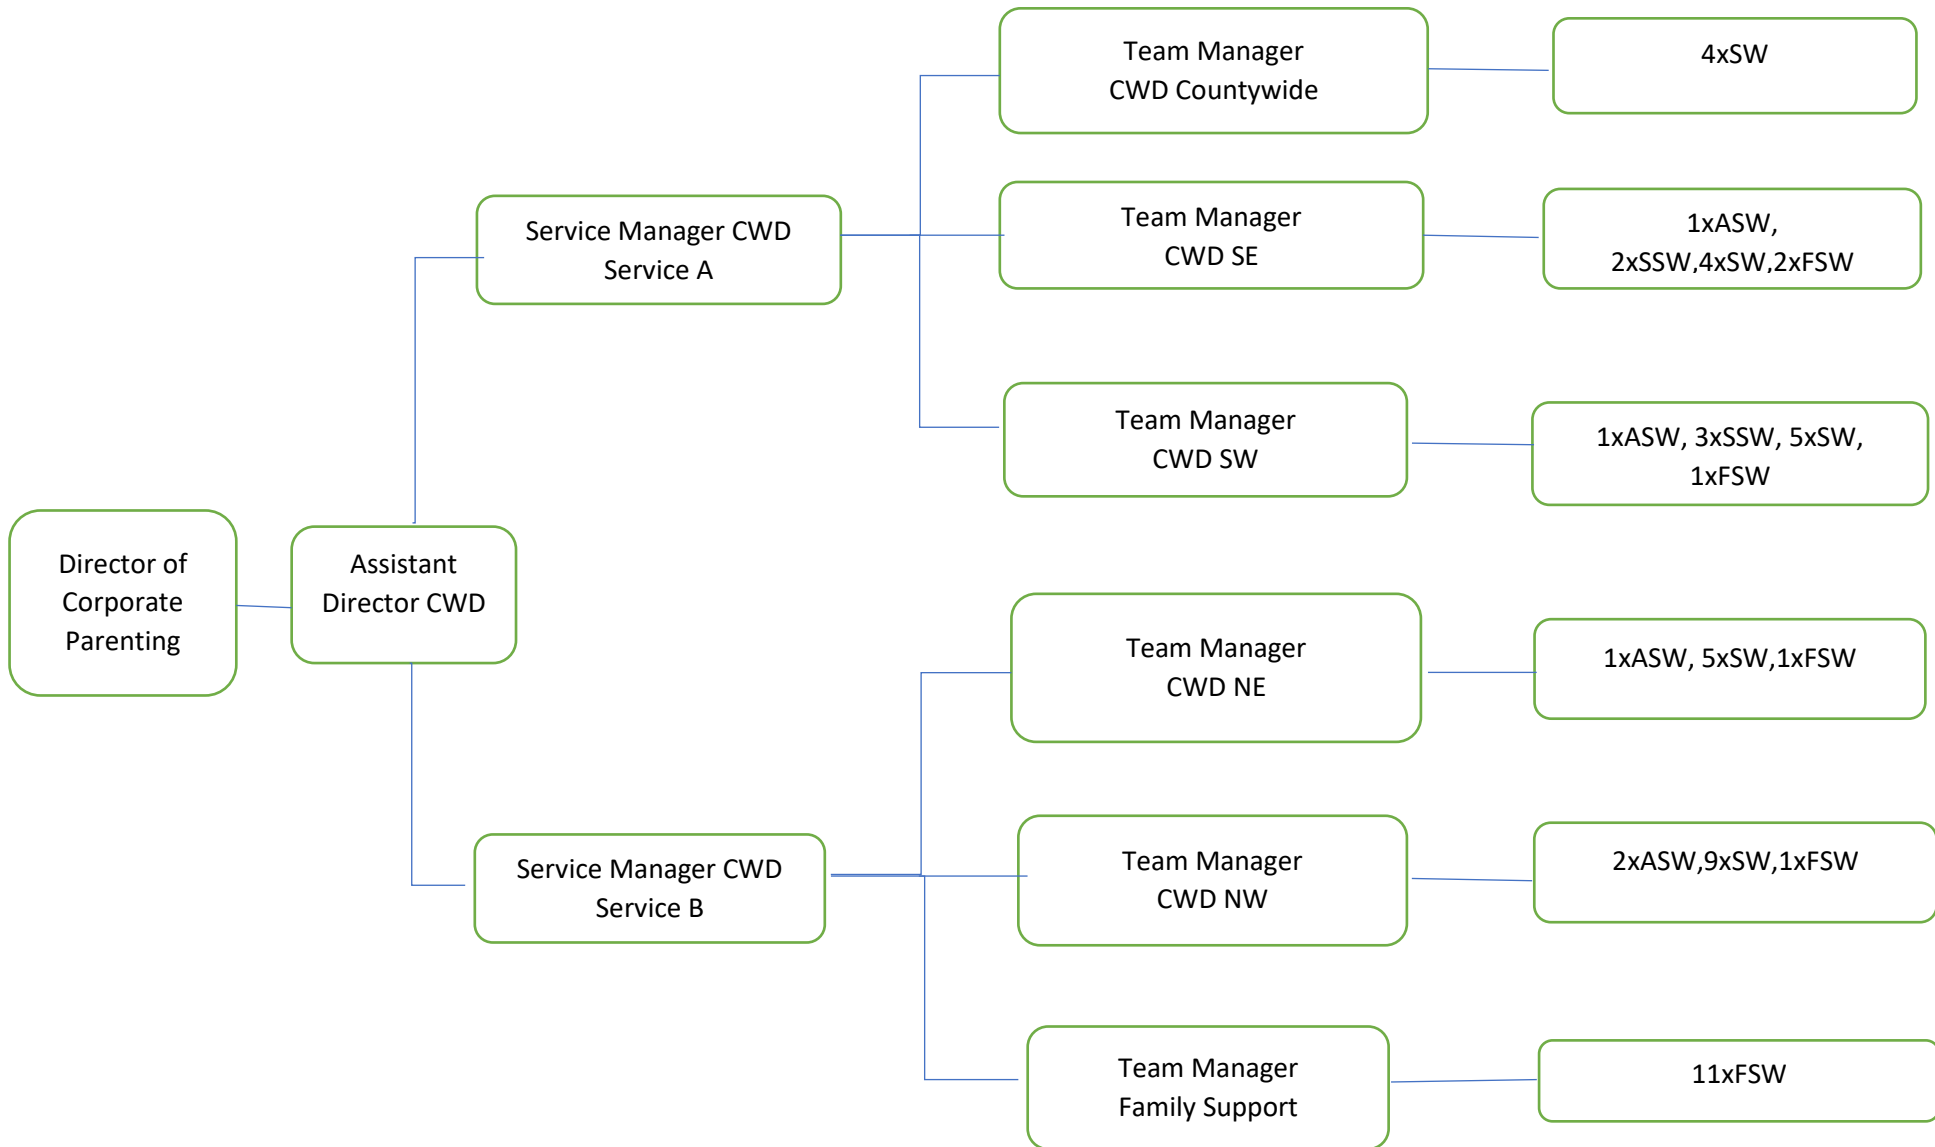 Director of
Corporate
Parenting
Assistant
Director CWD
Service Manager CWD
Service A
Team Manager
CWD Countywide
4xSW
Team Manager
CWD SE
1xASW,
2xSSW,4xSW,2xFSW
Team Manager
CWD SW
1xASW, 3xSSW, 5xSW,
1xFSW
Service Manager CWD
Service B
Team Manager
CWD NE
1xASW, 5xSW,1xFSW
Team Manager
CWD NW
2xASW,9xSW,1xFSW
Team Manager
Family Support
11xFSW